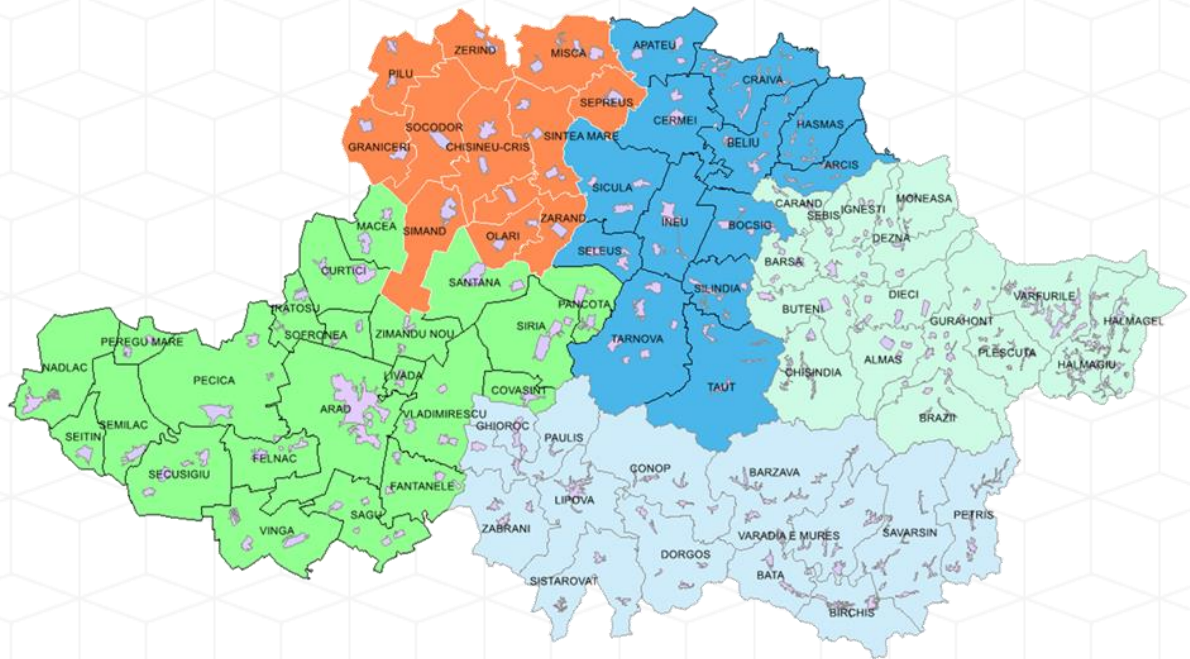 ZERIND
MISCA
APATEU
PILU
CRAIVA
SEPREUS
CERMEI
SOCODOR
SINTEA MARE
HASMAS
GRANICERI
CHISINEU-CRIS
BELIU
ARCIS
SICULA
CARAND
IGNESTI
MONEASA
SEBIS
MACEA
SIMAND
OLARI
ZARAND
INEU
BOCSIG
DEZNA
SELEUS
BARSA
CURTICI
SANTANA
SILINDIA
DIECI
VARFURILE
IRATOSU
PANCOTA
BUTENI
HALMAGEL
SOFRONEA
ZIMANDU NOU
SIRIA
GURAHONT
PEREGU MARE
TARNOVA
PLESCUTA
NADLAC
ALMAS
HALMAGIU
PECICA
LIVADA
CHISINDIA
COVASINT
TAUT
ARAD
VLADIMIRESCU
BRAZII
SEMILAC
GHIOROC
SEITIN
PAULIS
FELNAC
CONOP
BARZAVA
SECUSIGIU
FANTANELE
LIPOVA
SAGU
PETRIS
VINGA
ZABRANI
VARADIA E MURES
SAVARSIN
DORGOS
SISTAROVAT
BATA
BIRCHIS